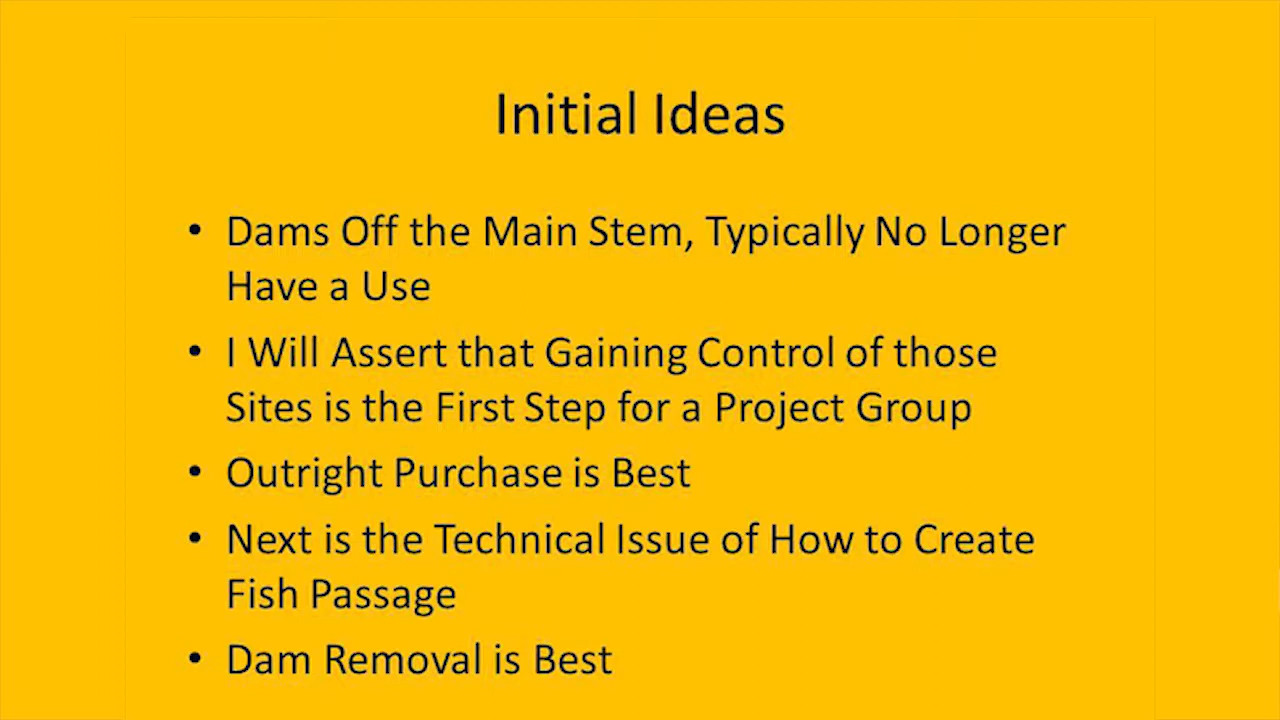 Initial Ideas
• Dams Off the Main Stem, Typically No Longer
Have a Use
• I Will Assert that Gaining Control of those
Sites is the First Step for a Project Group
• Outright Purchase is Best
• Next is the Technical Issue of How to Create
Fish Passage
• Dam Removal is Best